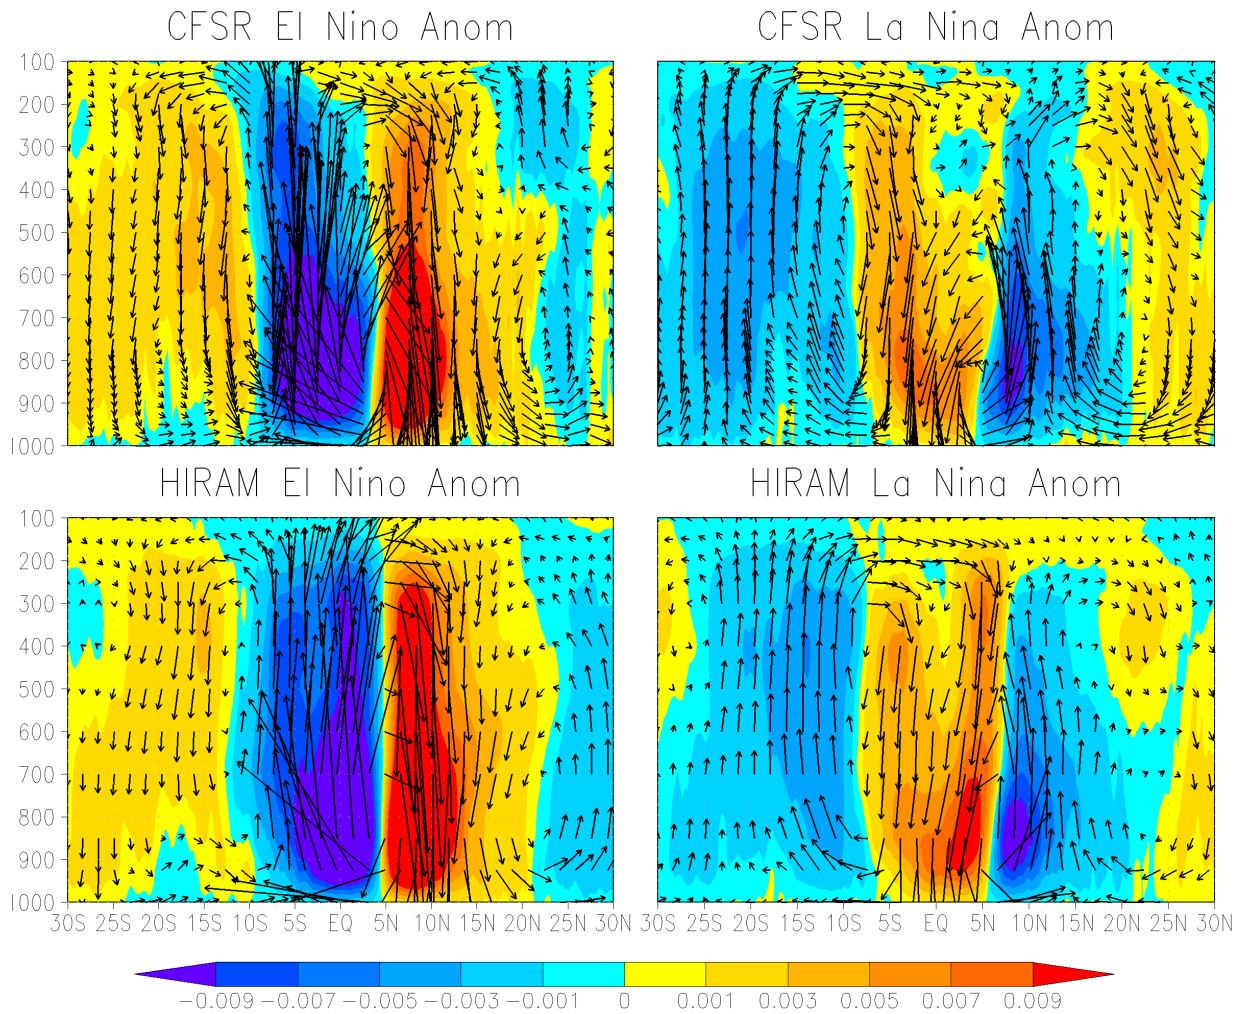 CFSR El Nino Anom
CFSR La Nina Anom
100
200
300
400
500
600
700
800
900
1000
HIRAM El Nino Anom
HIRAM La Nina Anom
100
200
300
400
500
600
700
800
900
1000
30S 25S 20S 15S 10S 5S EQ 5N 10N 15N 20N 25N 30N
30S 25S 20S 15S 10S 5S EQ 5N 10N 15N 20N 25N 30N
-0.009 -0.007 -0.005 -0.003 -0.001 0 0.001 0.003 0.005 0.007 0.009